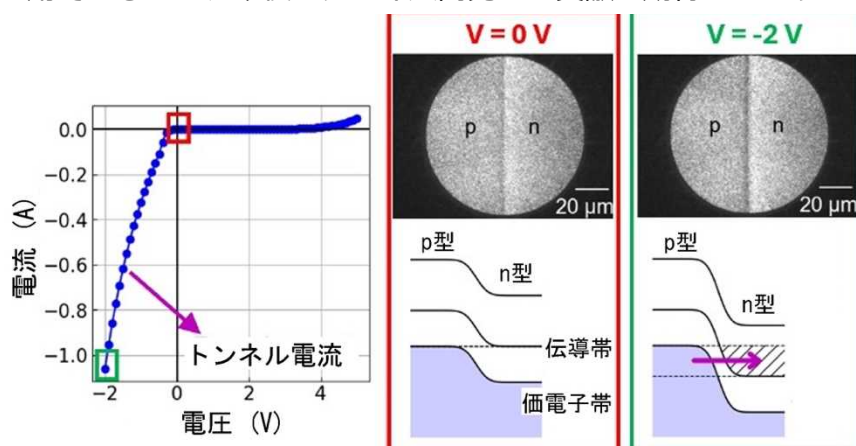 V = 0 V
V = -2 V
p
n
20 μm
p
n
20 μm
0.0
−0.2
−0.4
−0.6
−0.8
−1.0
−2
0
2
4
電流 (A)
電圧 (V)
トンネル電流
p型
n型
伝導帯
価電子帯
p型
n型